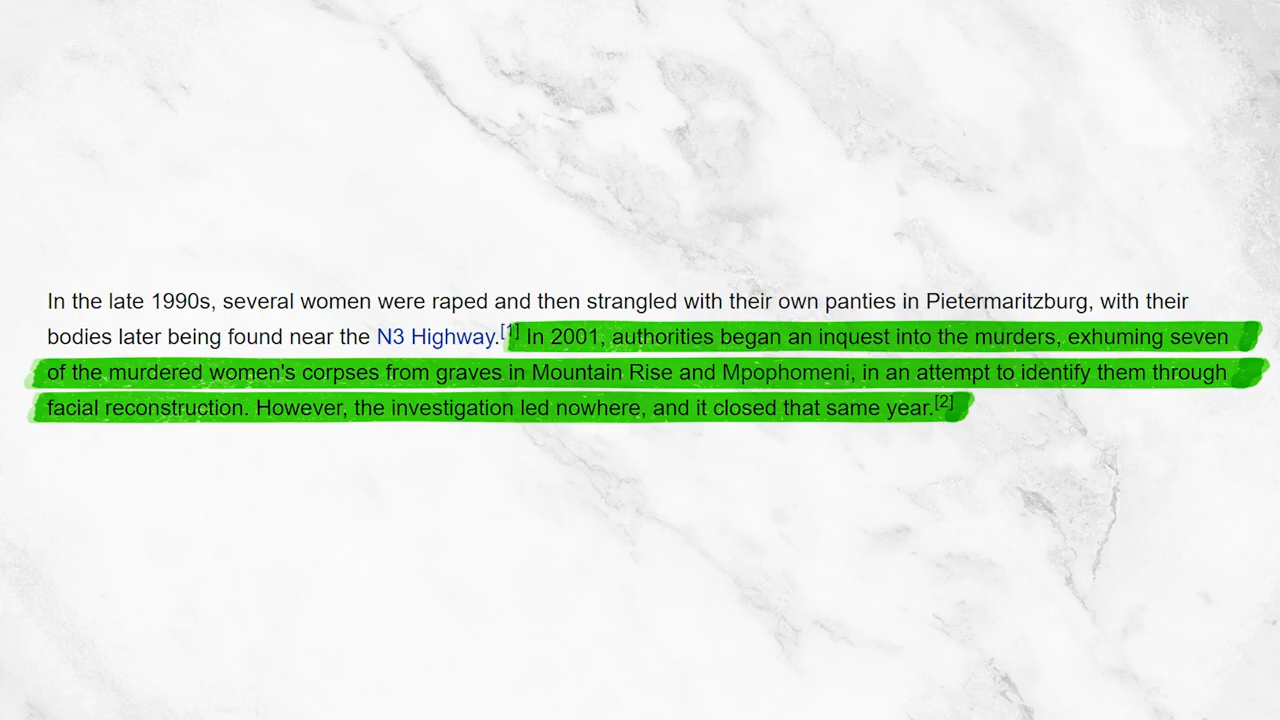 In the late 1990s, several women were raped and then strangled with their own panties in Pietermaritzburg, with their
bodies later being found near the N3 Highway.[1] In 2001, authorities began an inquest into the murders, exhuming seven
of the murdered women's corpses from graves in Mountain Rise and Mpophomeni, in an attempt to identify them through
facial reconstruction. However, the investigation led nowhere, and it closed that same year.[2]